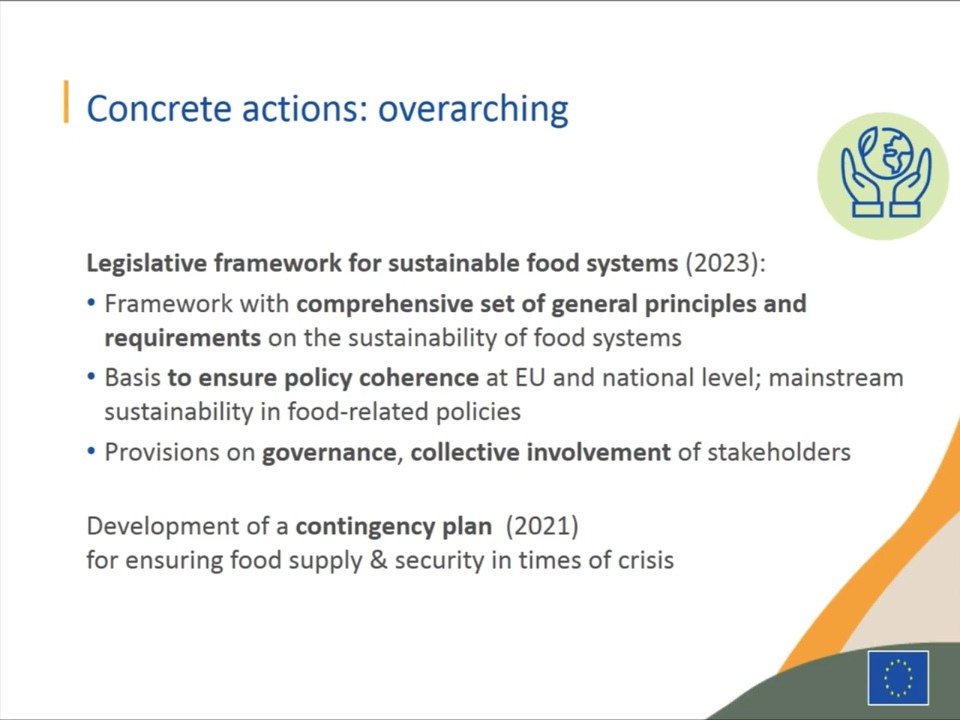 Concrete actions: overarching
Legislative framework for sustainable food systems (2023):
• Framework with comprehensive set of general principles and
requirements on the sustainability of food systems
• Basis to ensure policy coherence at EU and national level; mainstream
sustainability in food-related policies
• Provisions on governance, collective involvement of stakeholders
Development of a contingency plan (2021)
for ensuring food supply & security in times of crisis